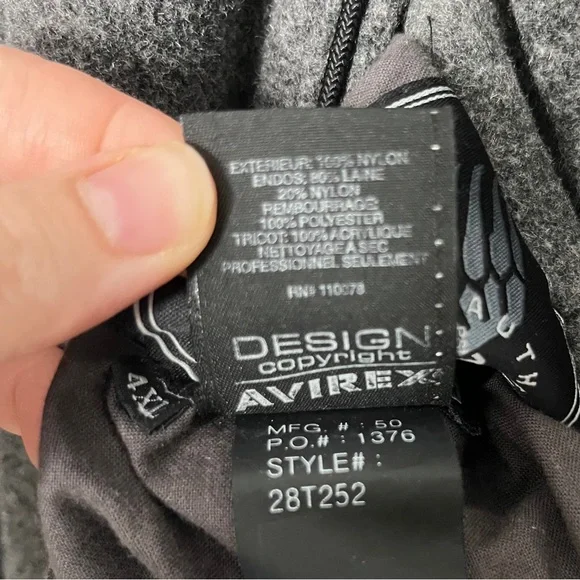 EXTERIEUR: 100% NYLON
ENDOS: 80% LAINE
20% NYLON
REMBOURRAGE:
100% POLYESTER
TRICOT: 100% ACRYLIQUE
NETTOYAGE A SEC
PROFESSIONNEL SEULEMENT
RN#
DESIGN
copyright
AVIREX
MFG. #: 50
P.O.#: 1376
STYLE#:
28T252
4XL
AUTH